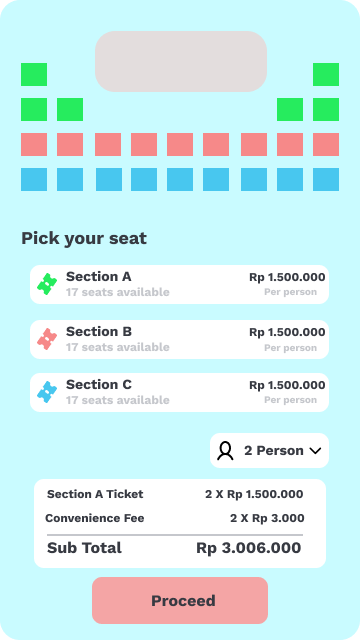 Pick your seat
Section A Rp 1.500.000
17 seats available Per person
Section B Rp 1.500.000
17 seats available Per person
Section C Rp 1.500.000
17 seats available Per person
2 Person
Section A Ticket 2 X Rp 1.500.000
Convenience Fee 2 X Rp 3.000
Sub Total Rp 3.006.000
Proceed